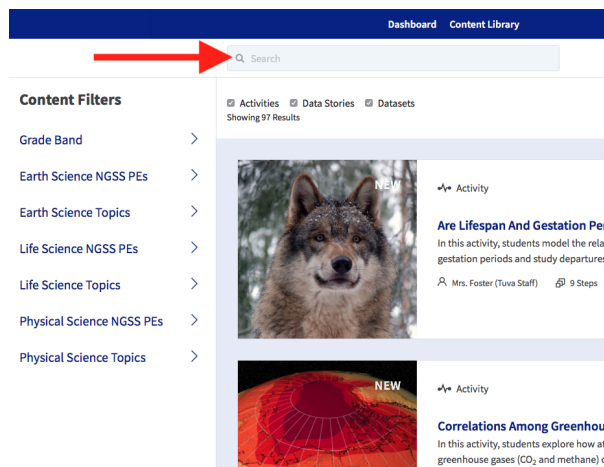 Dashboard Content Library
Search
Content Filters
Grade Band
Earth Science NGSS PEs
Earth Science Topics
Life Science NGSS PEs
Life Science Topics
Physical Science NGSS PEs
Physical Science Topics
Activities Data Stories Datasets
Showing 97 Results
NEW
Activity
Are Lifespan And Gestation Pe
In this activity, students model the rela
gestation periods and study departures
Mrs. Foster (Tuva Staff) 9 Steps
NEW
Activity
Correlations Among Greenhou
In this activity, students explore how at
greenhouse gases (CO₂ and methane) c